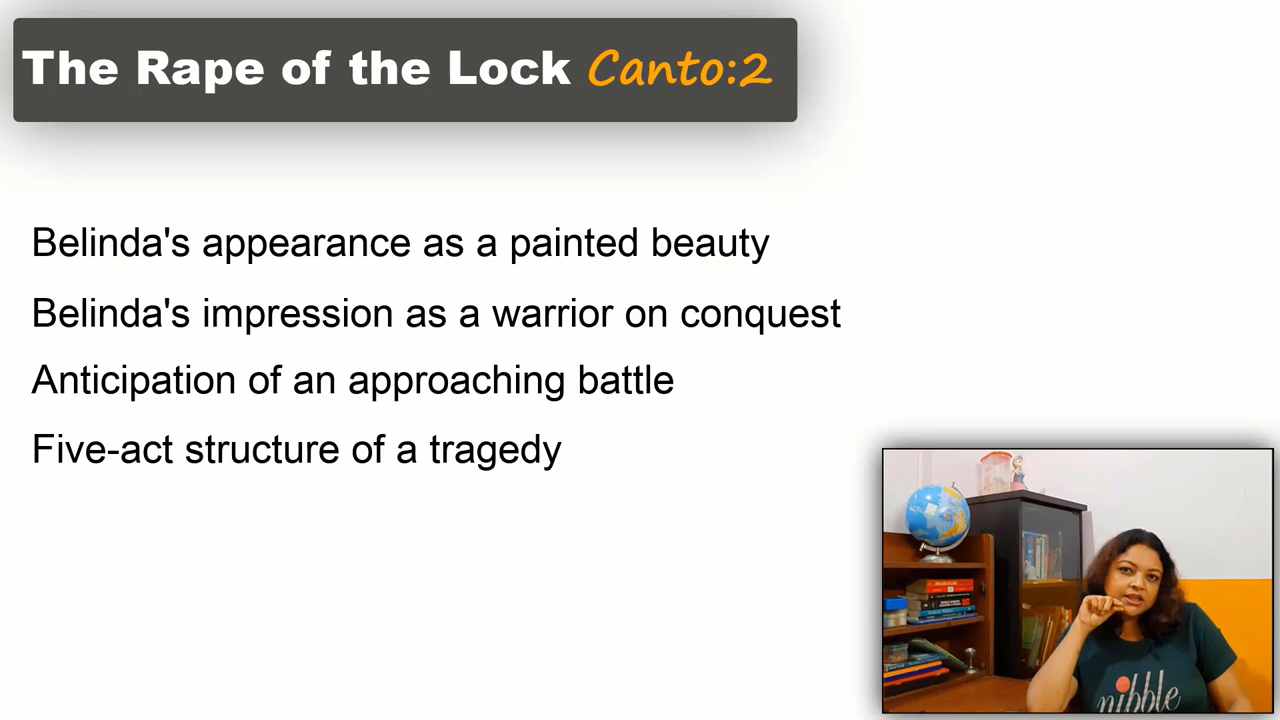 The Rape of the Lock Canto:2
Belinda's appearance as a painted beauty
Belinda's impression as a warrior on conquest
Anticipation of an approaching battle
Five-act structure of a tragedy
nibble